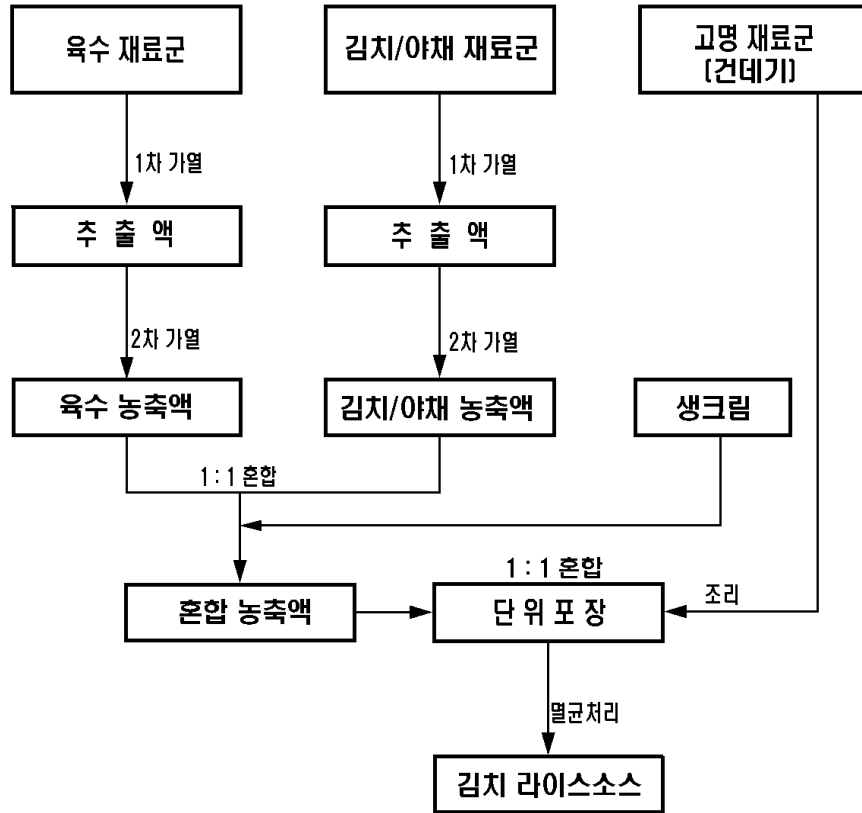 육수 재료군
김치/야채 재료군
고명 재료군
(건데기)
1차 가열
1차 가열
추 출 액
추 출 액
2차 가열
2차 가열
육수 농축액
김치/야채 농축액
생크림
1 : 1 혼합
1 : 1 혼합
혼합 농축액
단 위 포 장
조리
멸균처리
김치 라이스소스